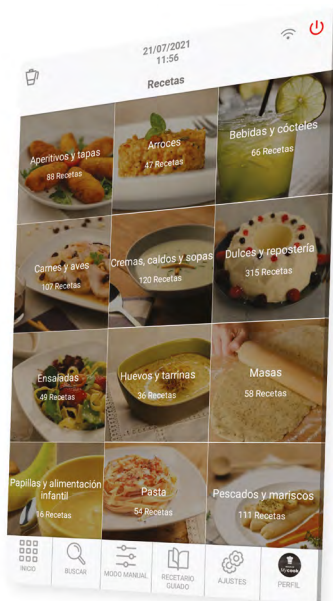 21/07/2021
11:56
Recetas
Aperitivos y tapas
88 Recetas
Arroces
47 Recetas
Bebidas y cócteles
66 Recetas
Carnes y aves
107 Recetas
Cremas, caldos y sopas
120 Recetas
Dulces y repostería
315 Recetas
Ensaladas
49 Recetas
Huevos y tarrinas
36 Recetas
Masas
58 Recetas
Papillas y alimentación
infantil
16 Recetas
Pasta
54 Recetas
Pescados y mariscos
111 Recetas
INICIO
BUSCAR
MODO MANUAL
RECETARIO
GUIADO
AJUSTES
mycook
PERFIL